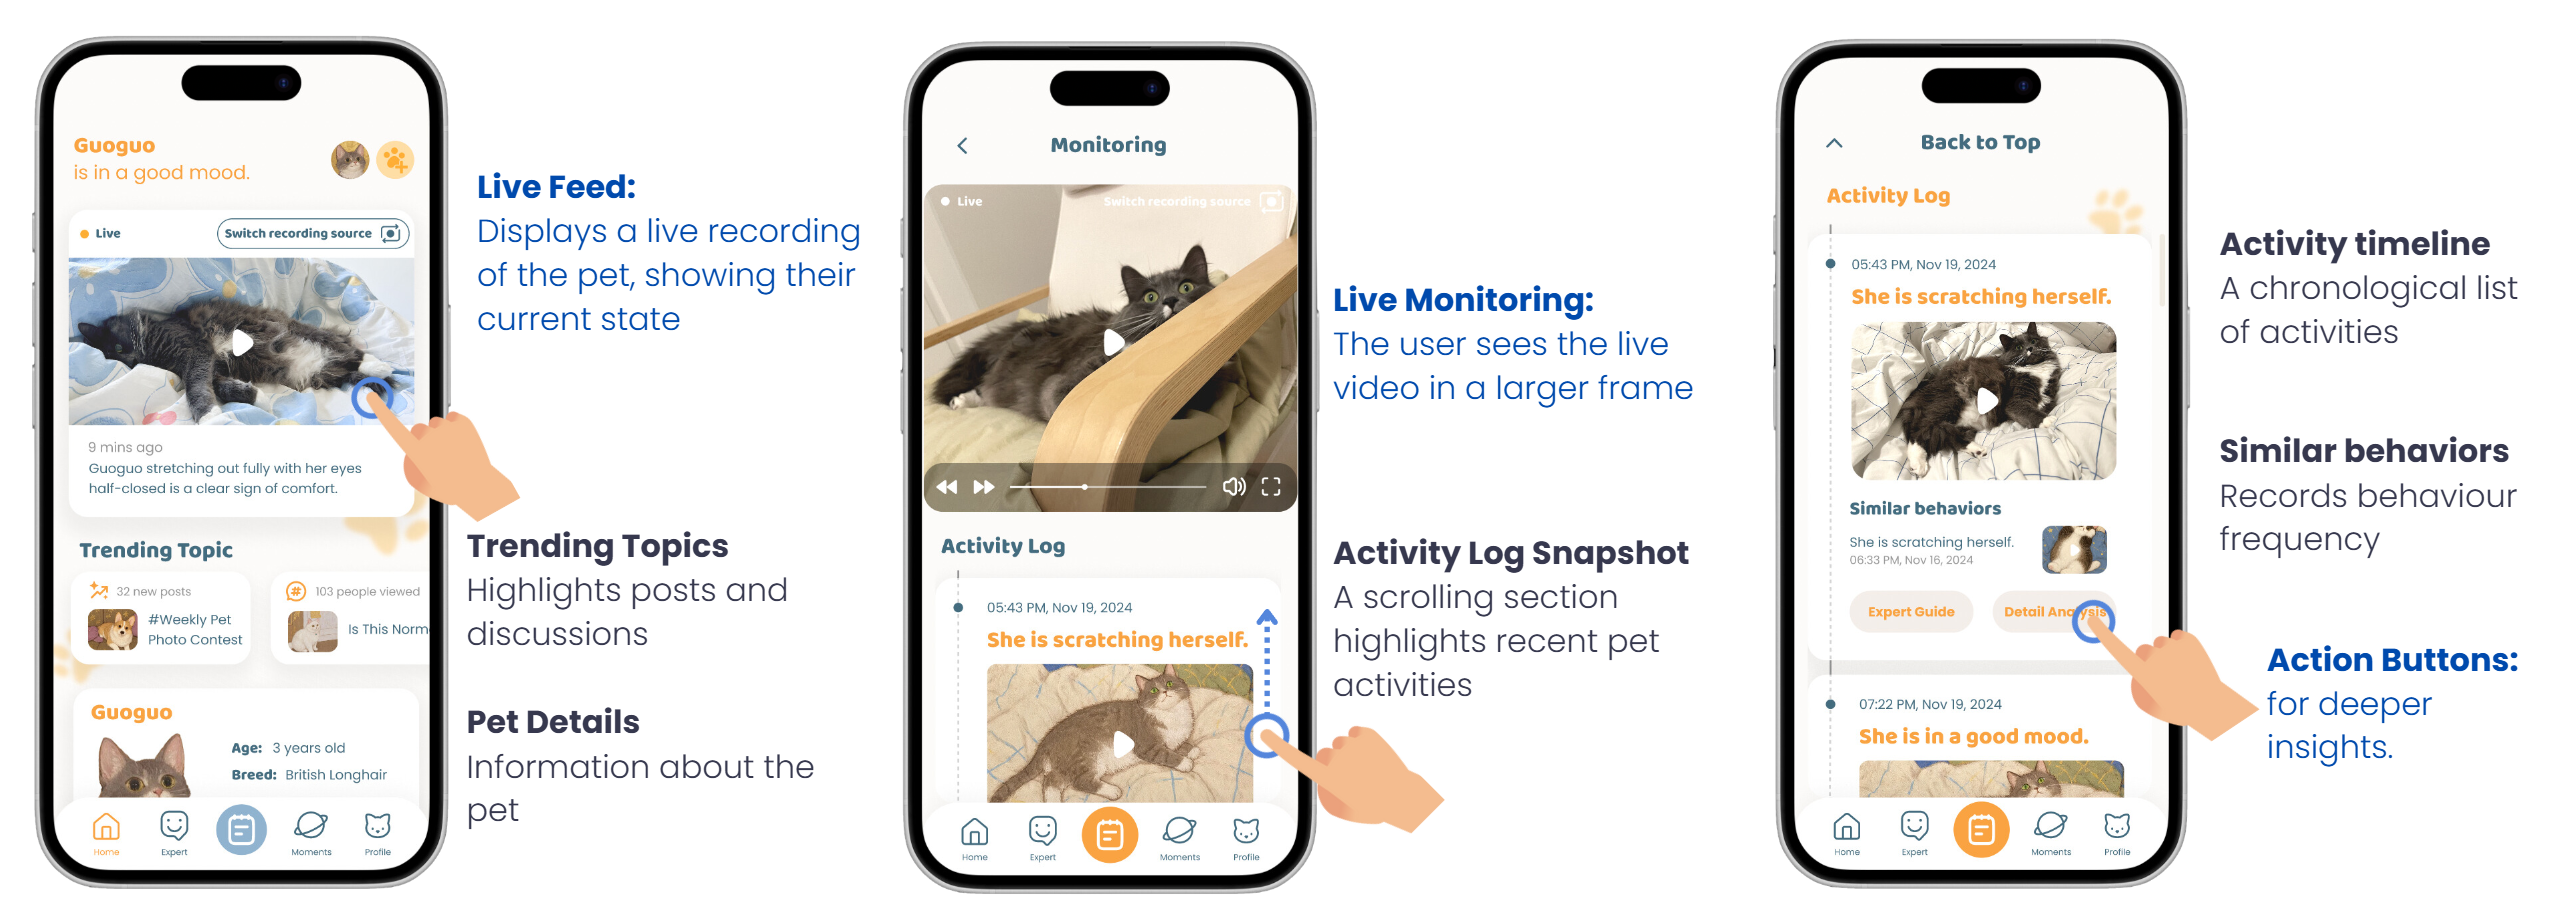 Guoguo
is in a good mood.
Live
Switch recording source
9 mins ago
Guoguo stretching out fully with her eyes
half-closed is a clear sign of comfort.
Trending Topic
32 new posts
#Weekly Pet
Photo Contest
103 people viewed
Is This Norm
Guoguo
Age: 3 years old
Breed: British Longhair
Home
Expert
Moments
Profile
Live Feed:
Displays a live recording
of the pet, showing their
current state
Trending Topics
Highlights posts and
discussions
Pet Details
Information about the
pet
Monitoring
Live
Switch recording source
Activity Log
05:43 PM, Nov 19, 2024
She is scratching herself.
Home
Expert
Moments
Profile
Live Monitoring:
The user sees the live
video in a larger frame
Activity Log Snapshot
A scrolling section
highlights recent pet
activities
Back to Top
Activity Log
05:43 PM, Nov 19, 2024
She is scratching herself.
Similar behaviors
She is scratching herself.
06:33 PM, Nov 16, 2024
Expert Guide
Detail Analysis
07:22 PM, Nov 19, 2024
She is in a good mood.
Home
Expert
Moments
Profile
Activity timeline
A chronological list
of activities
Similar behaviors
Records behaviour
frequency
Action Buttons:
for deeper
insights.